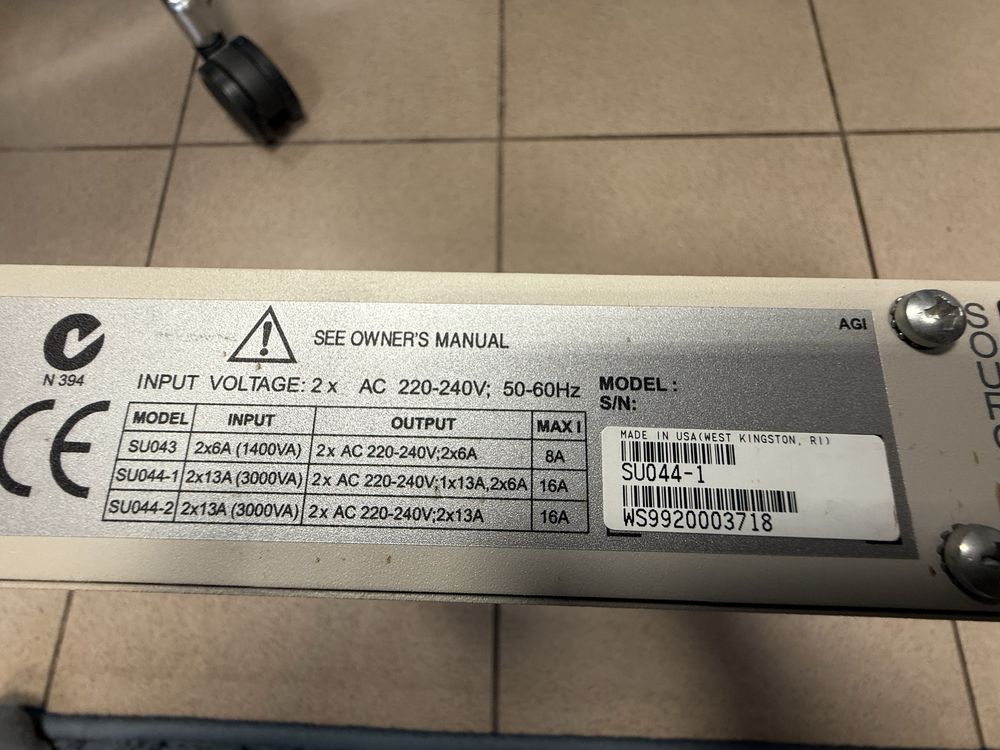 N 394
CE
SEE OWNER'S MANUAL
AGI
INPUT VOLTAGE: 2 x AC 220-240V; 50-60Hz
MODEL INPUT OUTPUT MAX I
SU043 2x6A (1400VA) 2x AC 220-240V;2x6A 8A
SU044-1 2x13A (3000VA) 2x AC 220-240V;1x13A,2x6A 16A
SU044-2 2x13A (3000VA) 2x AC 220-240V;2x13A 16A
MODEL :
S/N:
MADE IN USA(WEST KINGSTON, RI)
SU044-1
WS9920003718